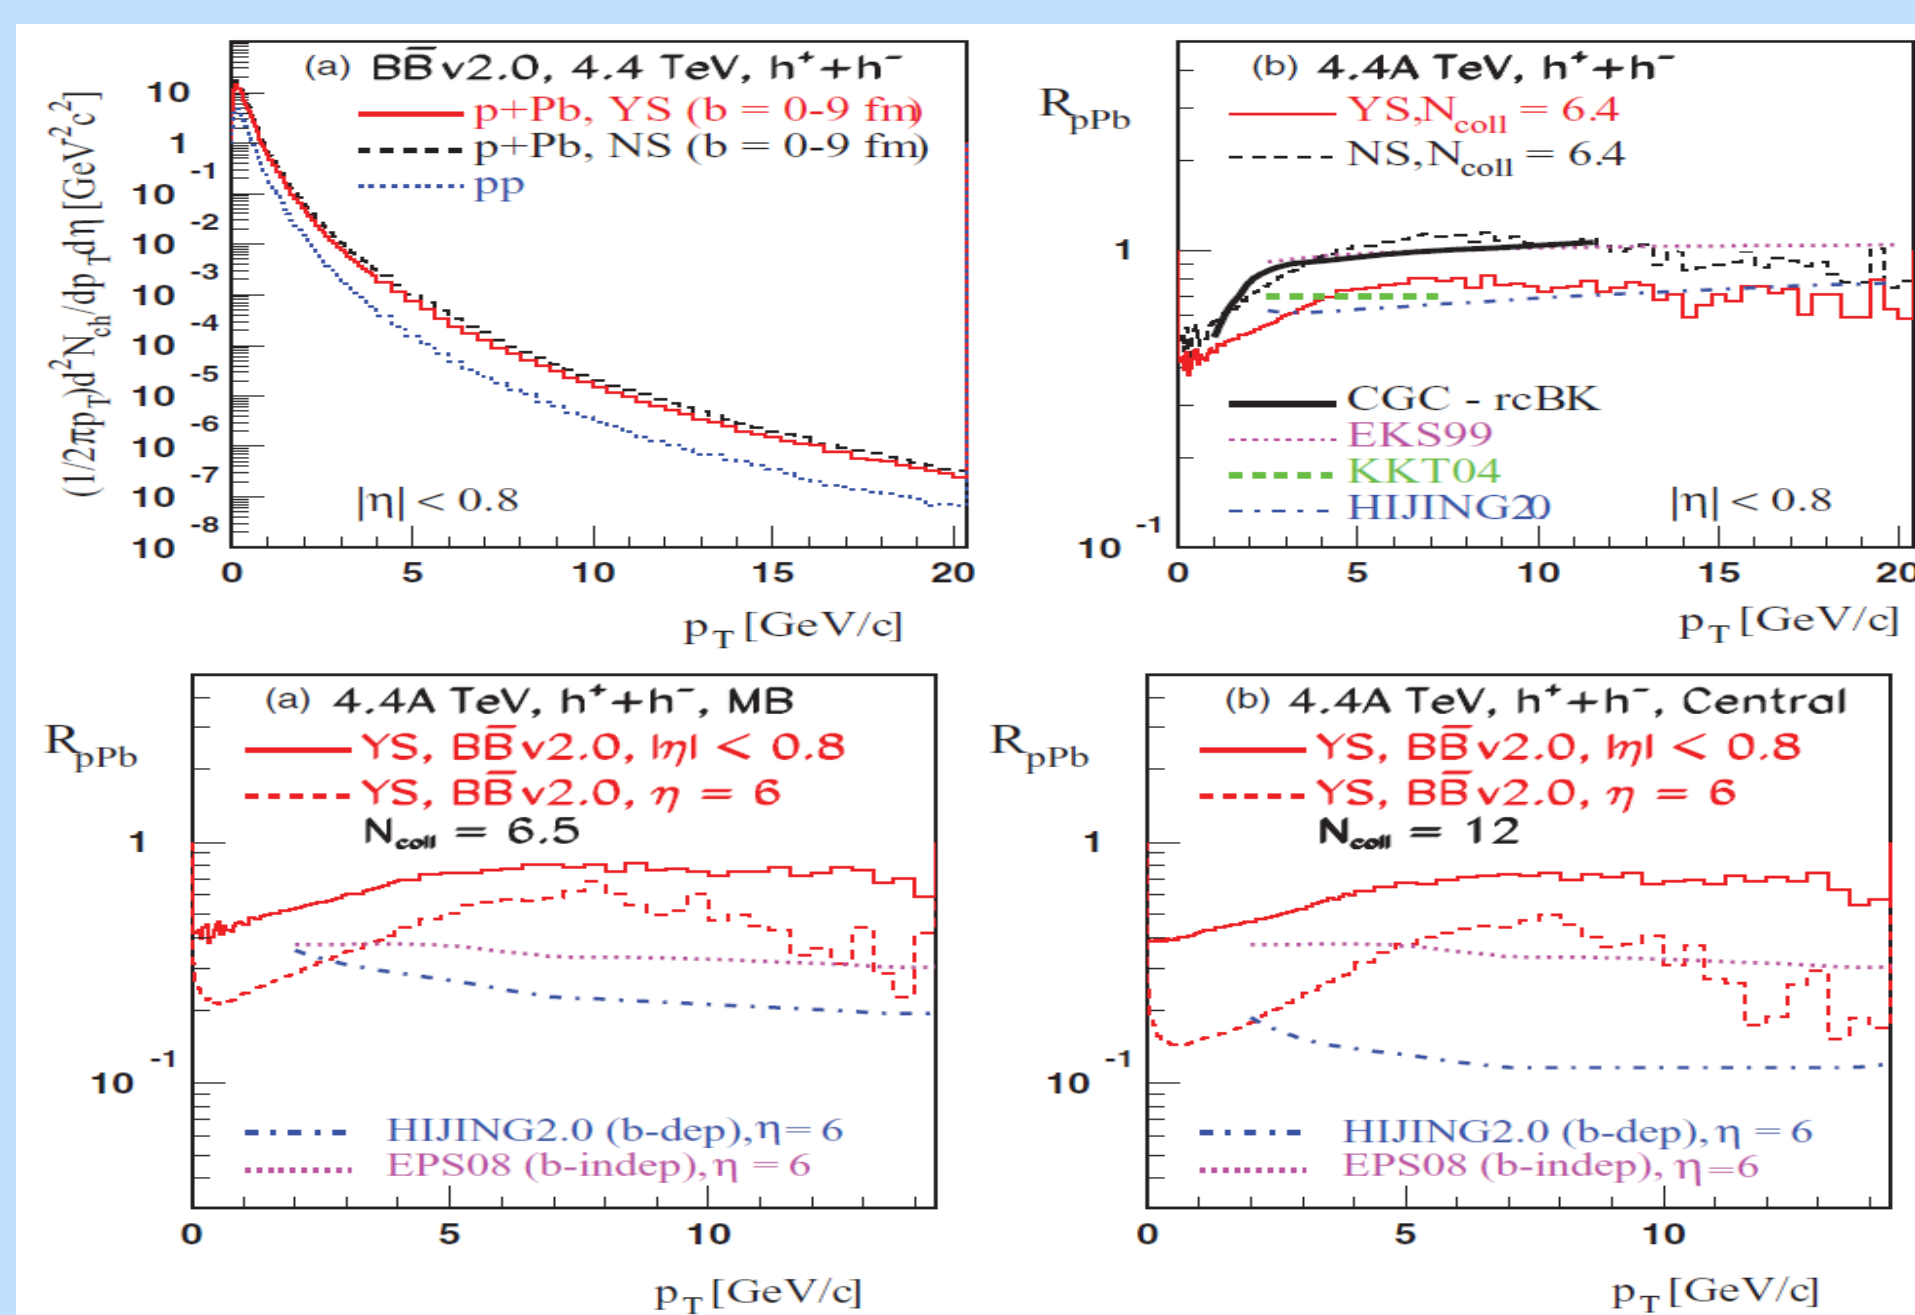 (a) BB̅ v2.0, 4.4 TeV, h⁺+h⁻
p+Pb, YS (b = 0-9 fm)
p+Pb, NS (b = 0-9 fm)
pp
(1/2πp_T)d²N_ch/dp_T dη [GeV⁻²c²]
10
1
10⁻¹
10⁻²
10⁻³
10⁻⁴
10⁻⁵
10⁻⁶
10⁻⁷
10⁻⁸
|η| < 0.8
0 5 10 15 20
p_T [GeV/c]
(b) 4.4A TeV, h⁺+h⁻
R_pPb
YS,N_coll = 6.4
NS,N_coll = 6.4
1
CGC - rcBK
EKS99
KKT04
HIJING20
|η| < 0.8
10⁻¹
0 5 10 15 20
p_T [GeV/c]
(a) 4.4A TeV, h⁺+h⁻, MB
R_pPb
YS, BB̅ v2.0, |η| < 0.8
YS, BB̅ v2.0, η = 6
N_coll = 6.5
1
10⁻¹
HIJING2.0 (b-dep),η = 6
EPS08 (b-indep),η = 6
0 5 10
p_T [GeV/c]
(b) 4.4A TeV, h⁺+h⁻, Central
R_pPb
YS, BB̅ v2.0, |η| < 0.8
YS, BB̅ v2.0, η = 6
N_coll = 12
1
10⁻¹
HIJING2.0 (b-dep),η = 6
EPS08 (b-indep), η=6
0 5 10
p_T [GeV/c]